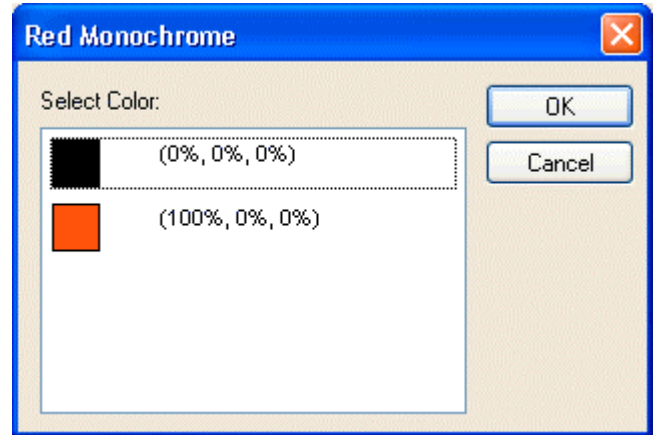 Red Monochrome
Select Color:
OK
(0%, 0%, 0%)
Cancel
(100%, 0%, 0%)